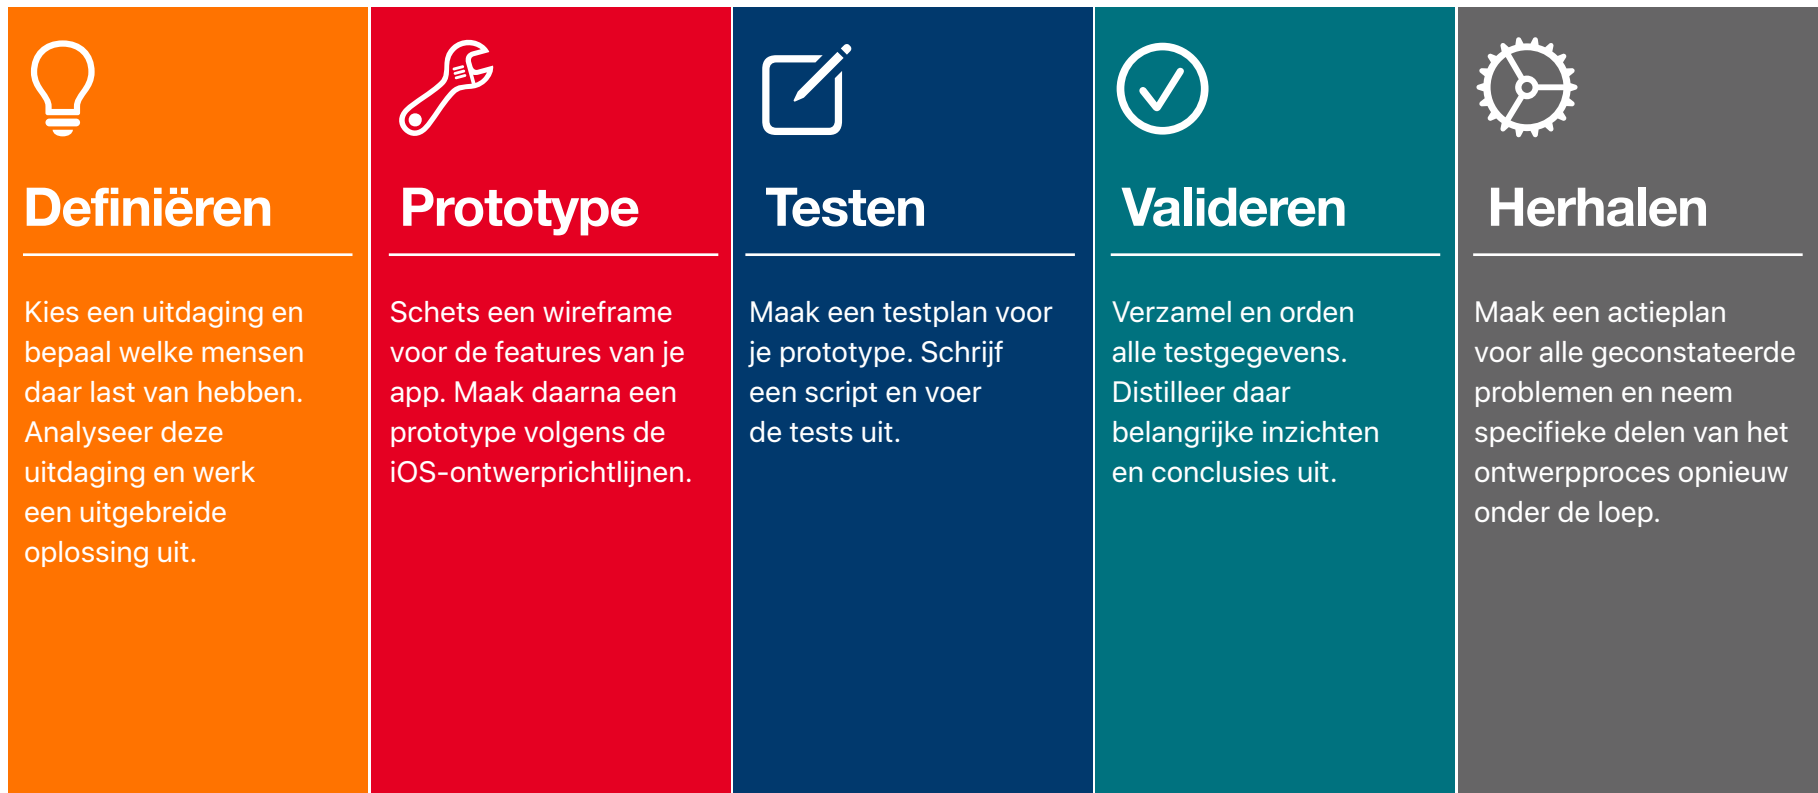 Definiëren
Kies een uitdaging en
bepaal welke mensen
daar last van hebben.
Analyseer deze
uitdaging en werk
een uitgebreide
oplossing uit.
Prototype
Schets een wireframe
voor de features van je
app. Maak daarna een
prototype volgens de
iOS-ontwerprichtlijnen.
Testen
Maak een testplan voor
je prototype. Schrijf
een script en voer
de tests uit.
Valideren
Verzamel en orden
alle testgegevens.
Distilleer daar
belangrijke inzichten
en conclusies uit.
Herhalen
Maak een actieplan
voor alle geconstateerde
problemen en neem
specifieke delen van het
ontwerpproces opnieuw
onder de loep.